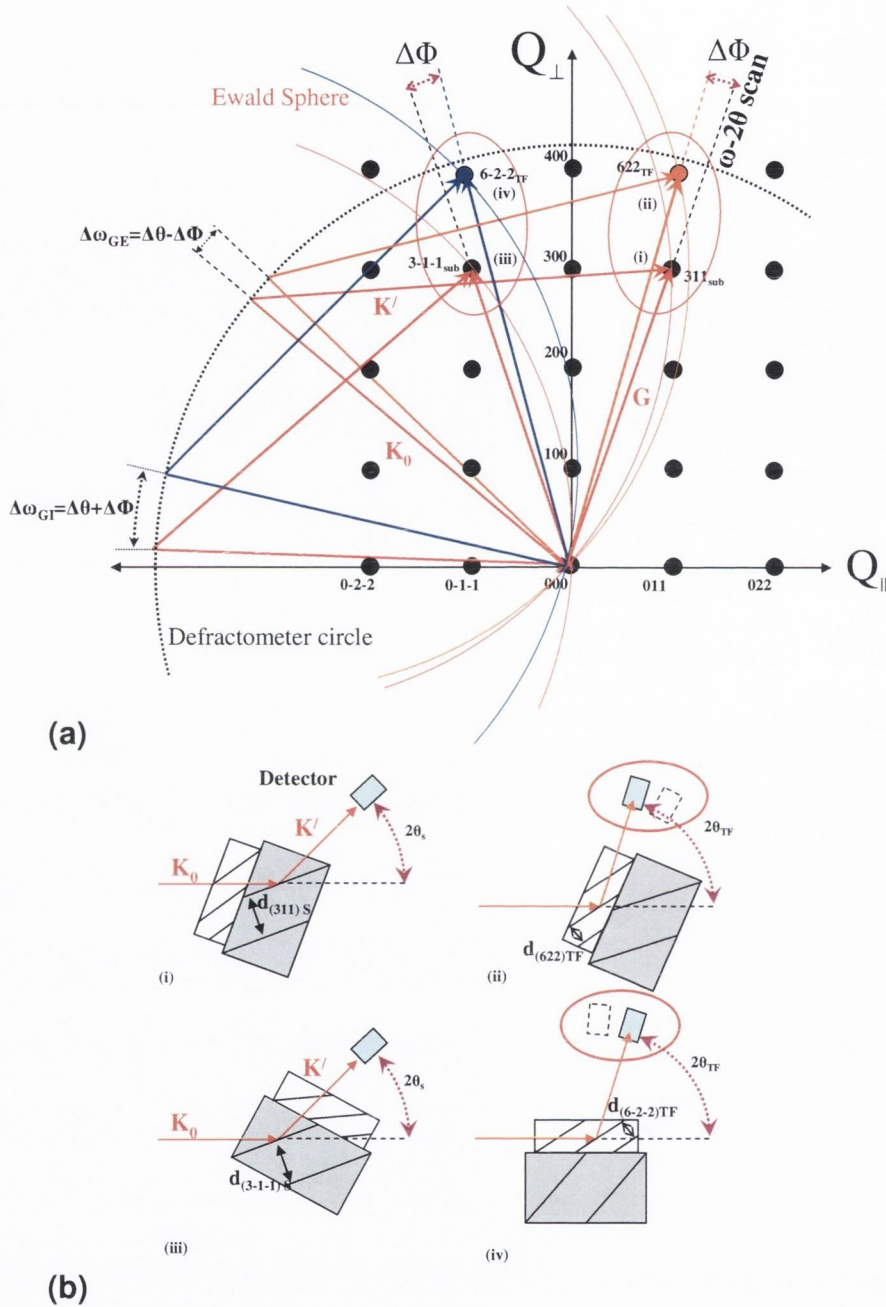 ΔΦ
Q⊥
ΔΦ
Ewald Sphere
ω-2θ scan
400
6-2-2TF
(iv)
622TF
(ii)
ΔωGE=Δθ-ΔΦ
300
3-1-1sub
(iii)
(i)
311sub
K/
200
G
K0
100
ΔωGI=Δθ+ΔΦ
0-2-2
0-1-1
000
011
022
Q||
Defractometer circle
(a)
Detector
K/
2θs
K0
d(311) S
(i)
2θTF
d(622)TF
(ii)
K/
2θs
K0
d(3-1-1) S
(iii)
2θTF
d(6-2-2)TF
(iv)
(b)